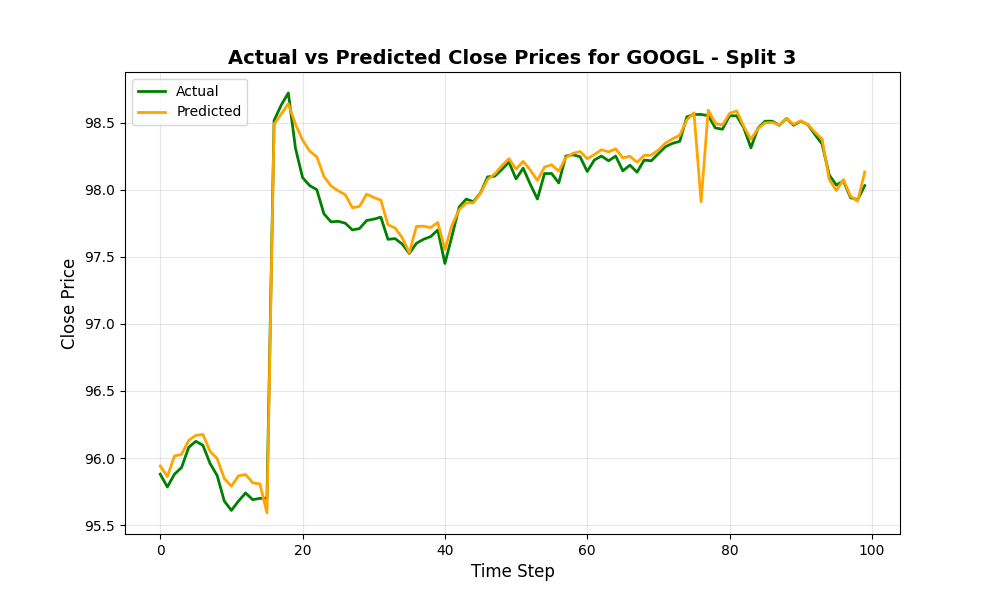 Actual vs Predicted Close Prices for GOOGL - Split 3
Actual
Predicted
Close Price
98.5
98.0
97.5
97.0
96.5
96.0
95.5
0 20 40 60 80 100
Time Step